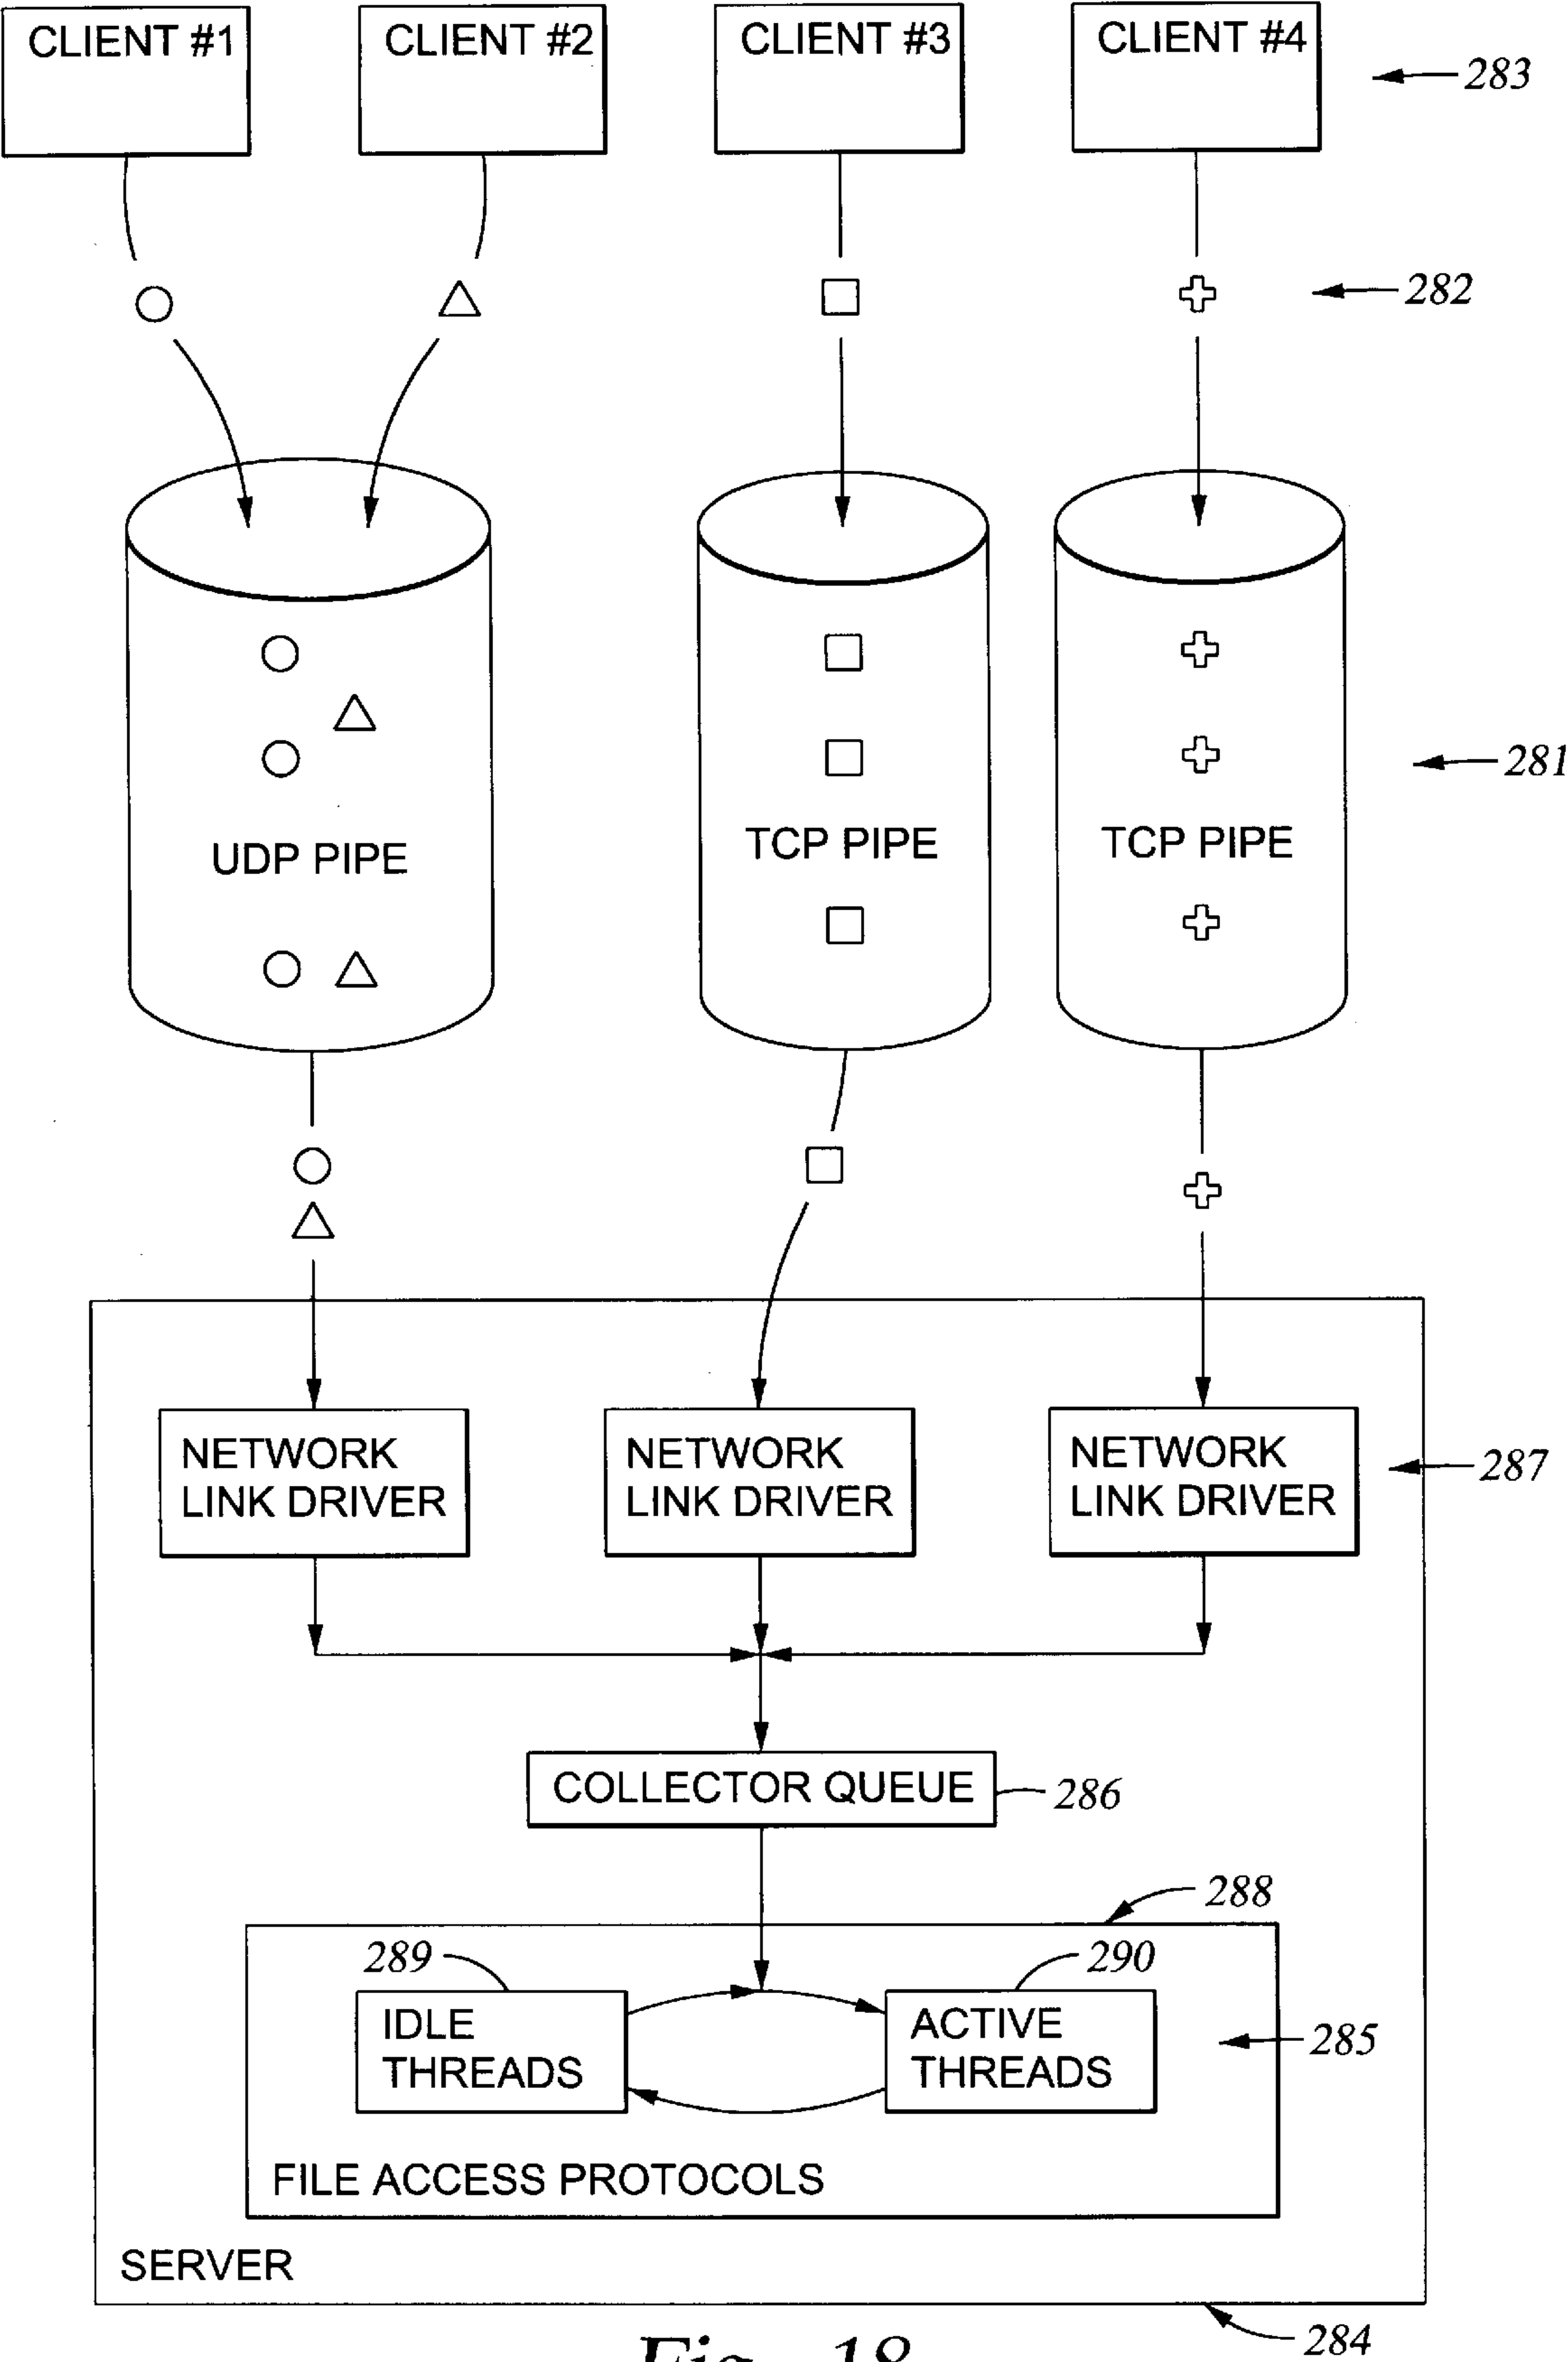 CLIENT #1
CLIENT #2
CLIENT #3
CLIENT #4
283
282
281
UDP PIPE
TCP PIPE
TCP PIPE
NETWORK
LINK DRIVER
NETWORK
LINK DRIVER
NETWORK
LINK DRIVER
287
COLLECTOR QUEUE
286
288
289
290
IDLE
THREADS
ACTIVE
THREADS
285
FILE ACCESS PROTOCOLS
SERVER
284
Fig. 18